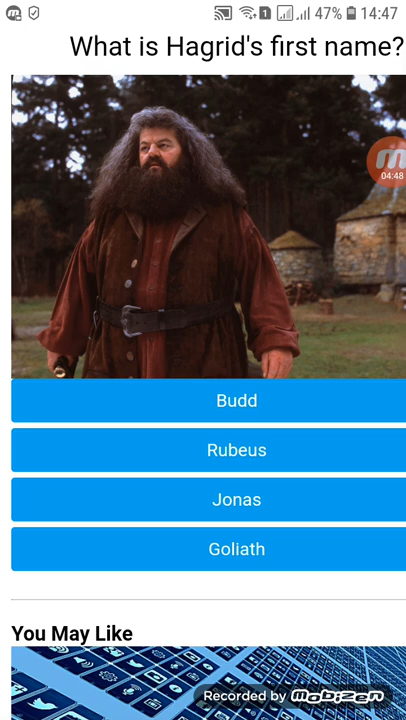 1 47% 14:47
What is Hagrid's first name?
04:48
Budd
Rubeus
Jonas
Goliath
You May Like
Recorded by mobizen